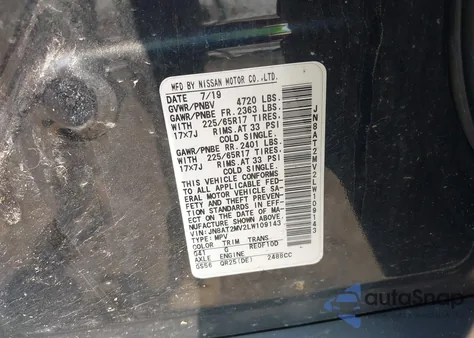 MFD BY NISSAN MOTOR CO.,LTD.
DATE 7/19
GVWR/PNBV 4720 LBS.
GAWR/PNBE FR. 2363 LBS.
WITH 225/65R17 TIRES.
17X7J RIMS.AT 33 PSI
COLD SINGLE.
GAWR/PNBE RR. 2401 LBS.
WITH 225/65R17 TIRES.
17X7J RIMS.AT 33 PSI
COLD SINGLE.
THIS VEHICLE CONFORMS
TO ALL APPLICABLE FED-
ERAL MOTOR VEHICLE SA-
FETY AND THEFT PREV-
ENTION STANDARDS IN EFF-
ECT ON THE DATE OF MA-
NUFACTURE SHOWN ABOVE.
VIN: JN8AT2MV2LW109143
TYPE: MPV
COLOR TRIM TRANS
G41 G RE0F10D
AXLE ENGINE
GS56 QR25(DE) 2488CC
JN8AT2MV2LW109143
autoSnap